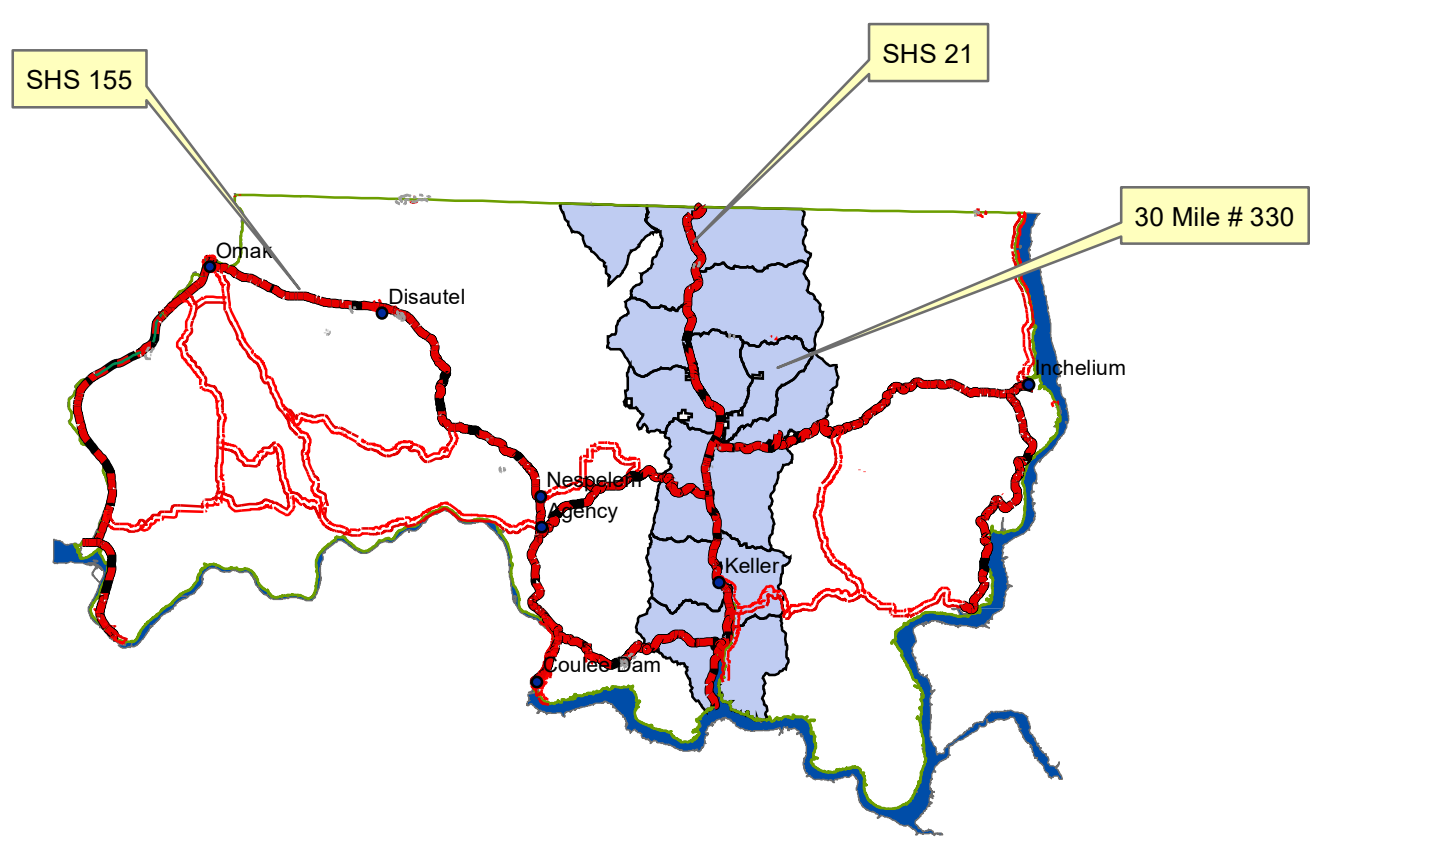 SHS 21
SHS 155
30 Mile # 330
Omak
Disautel
Inchelium
Nespelem
Agency
Keller
Coulee Dam